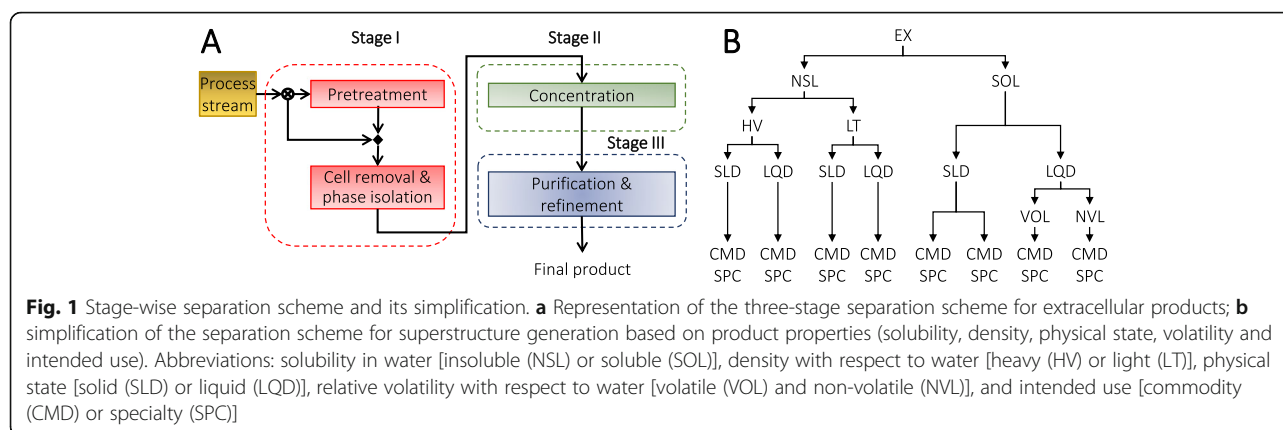 A
Stage I
Stage II
Process
stream
Pretreatment
Cell removal &
phase isolation
Concentration
Stage III
Purification &
refinement
Final product
B
EX
NSL SOL
HV LT
SLD LQD SLD LQD SLD LQD
VOL NVL
CMD CMD CMD CMD CMD CMD CMD CMD
SPC SPC SPC SPC SPC SPC SPC SPC
Fig. 1 Stage-wise separation scheme and its simplification. a Representation of the three-stage separation scheme for extracellular products; b
simplification of the separation scheme for superstructure generation based on product properties (solubility, density, physical state, volatility and
intended use). Abbreviations: solubility in water [insoluble (NSL) or soluble (SOL)], density with respect to water [heavy (HV) or light (LT)], physical
state [solid (SLD) or liquid (LQD)], relative volatility with respect to water [volatile (VOL) and non-volatile (NVL)], and intended use [commodity
(CMD) or specialty (SPC)]